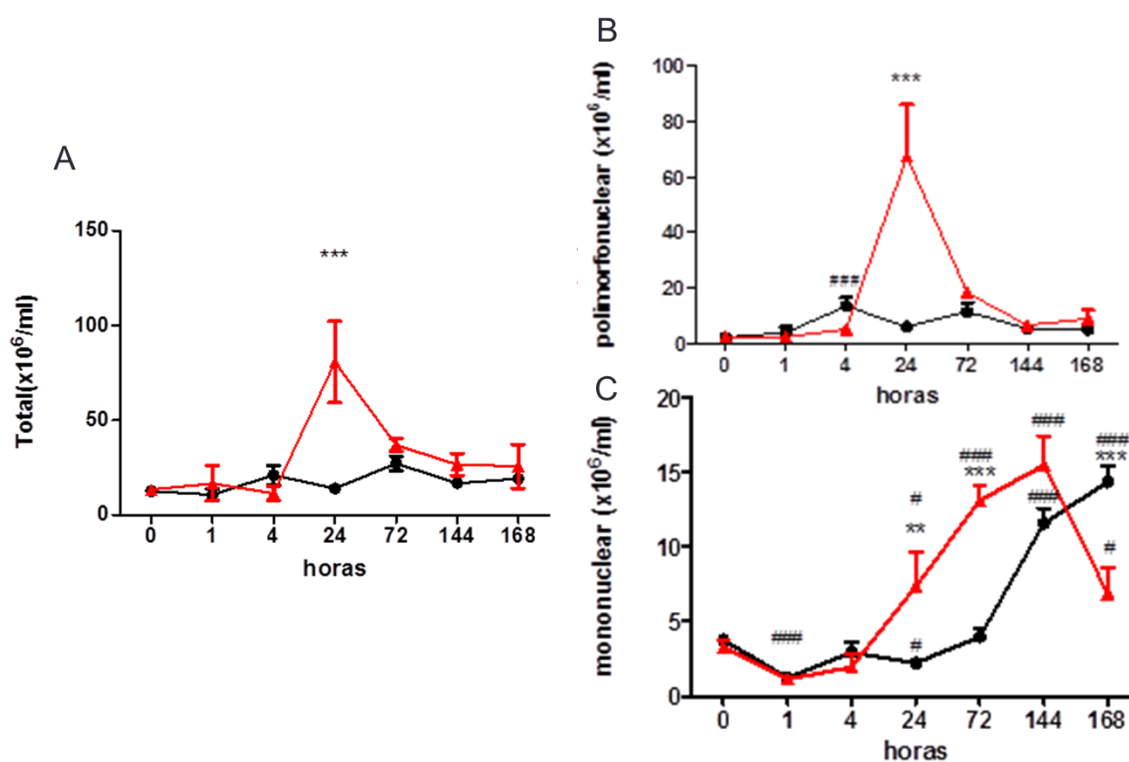 A
Total(x10⁶/ml)
150
100
50
0
***
0 1 4 24 72 144 168
horas
B
polimorfonuclear (x10⁶/ml)
100
80
60
40
20
0
***
###
0 1 4 24 72 144 168
horas
C
mononuclear (x10⁶/ml)
20
15
10
5
0
###
###
###
***
###
***
#
**
###
#
###
#
0 1 4 24 72 144 168
horas